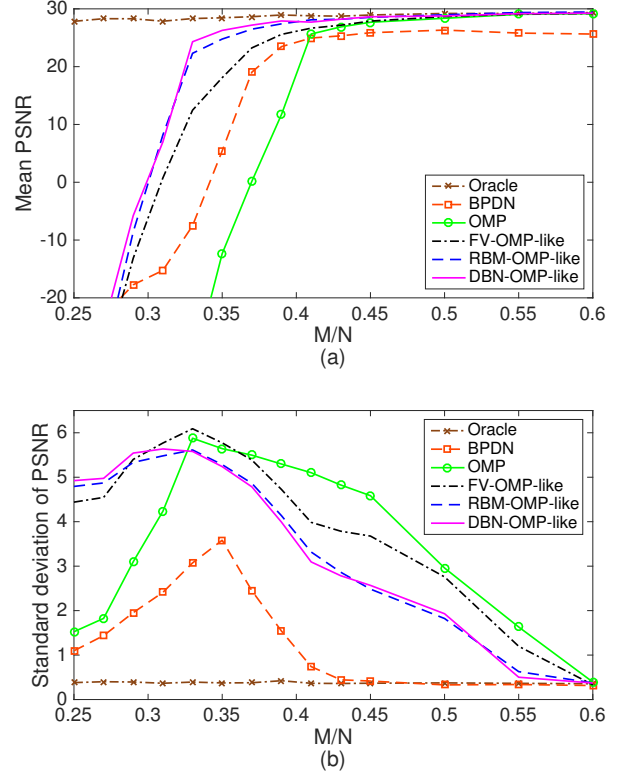 30
20
10
0
-10
-20
Mean PSNR
Oracle
BPDN
OMP
FV-OMP-like
RBM-OMP-like
DBN-OMP-like
0.25 0.3 0.35 0.4 0.45 0.5 0.55 0.6
M/N
(a)
6
5
4
3
2
1
0
Standard deviation of PSNR
Oracle
BPDN
OMP
FV-OMP-like
RBM-OMP-like
DBN-OMP-like
0.25 0.3 0.35 0.4 0.45 0.5 0.55 0.6
M/N
(b)